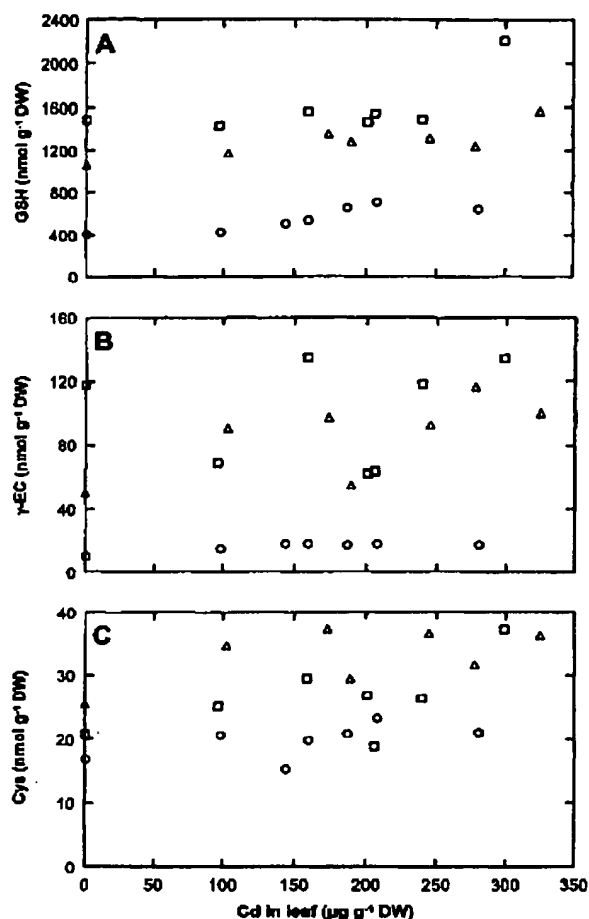 A
GSH (nmol g⁻¹ DW)
2400
2000
1600
1200
800
400
0
B
γ-EC (nmol g⁻¹ DW)
160
120
80
40
0
C
Cys (nmol g⁻¹ DW)
40
30
20
10
0
0 50 100 150 200 250 300 350
Cd in leaf (µg g⁻¹ DW)